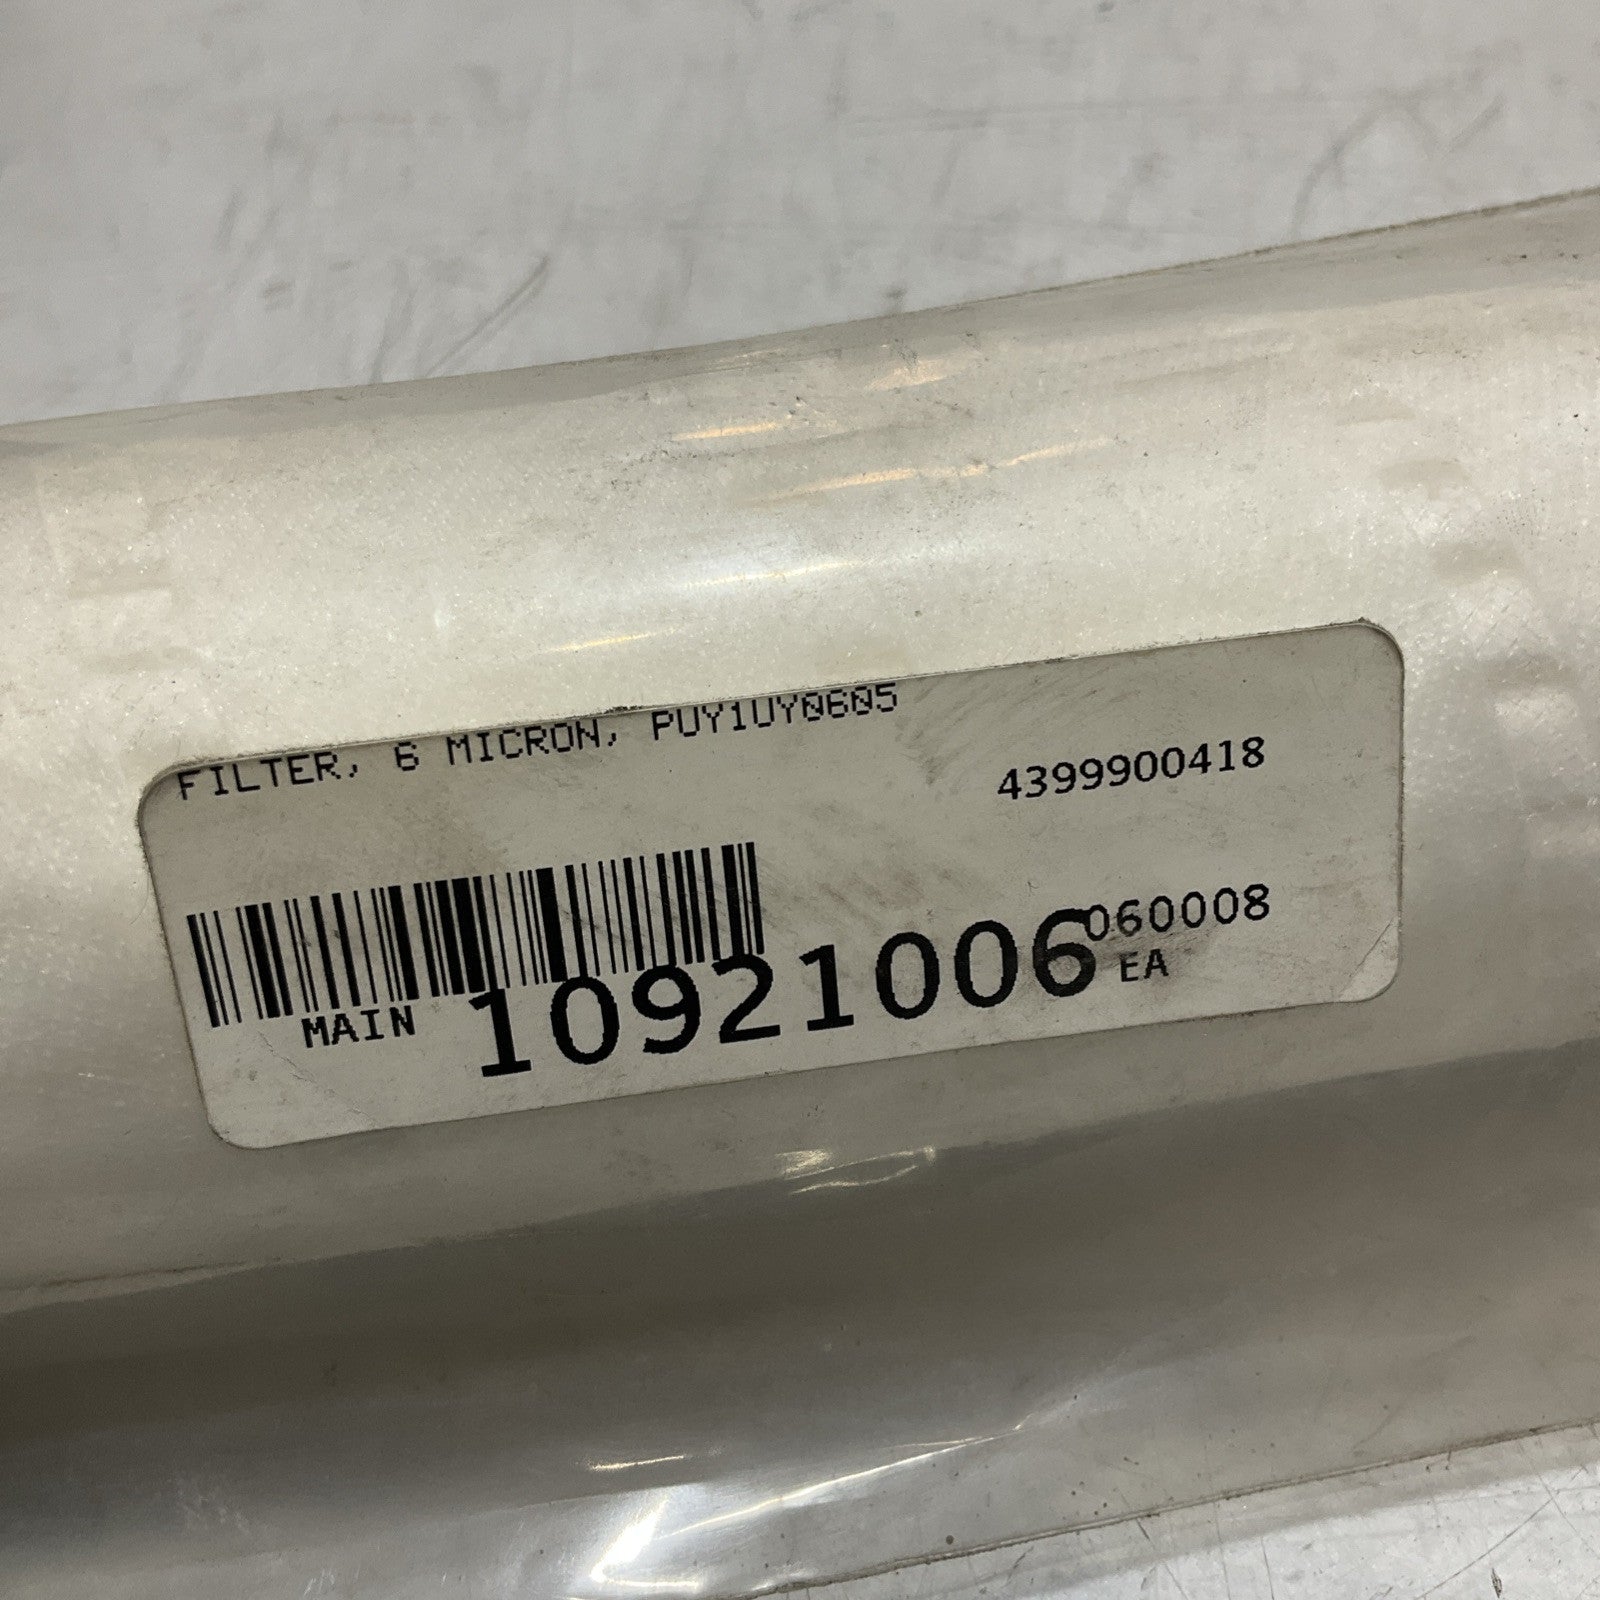 FILTER, 6 MICRON, PUY1UY0605
4399900418
060008
MAIN 10921006 EA